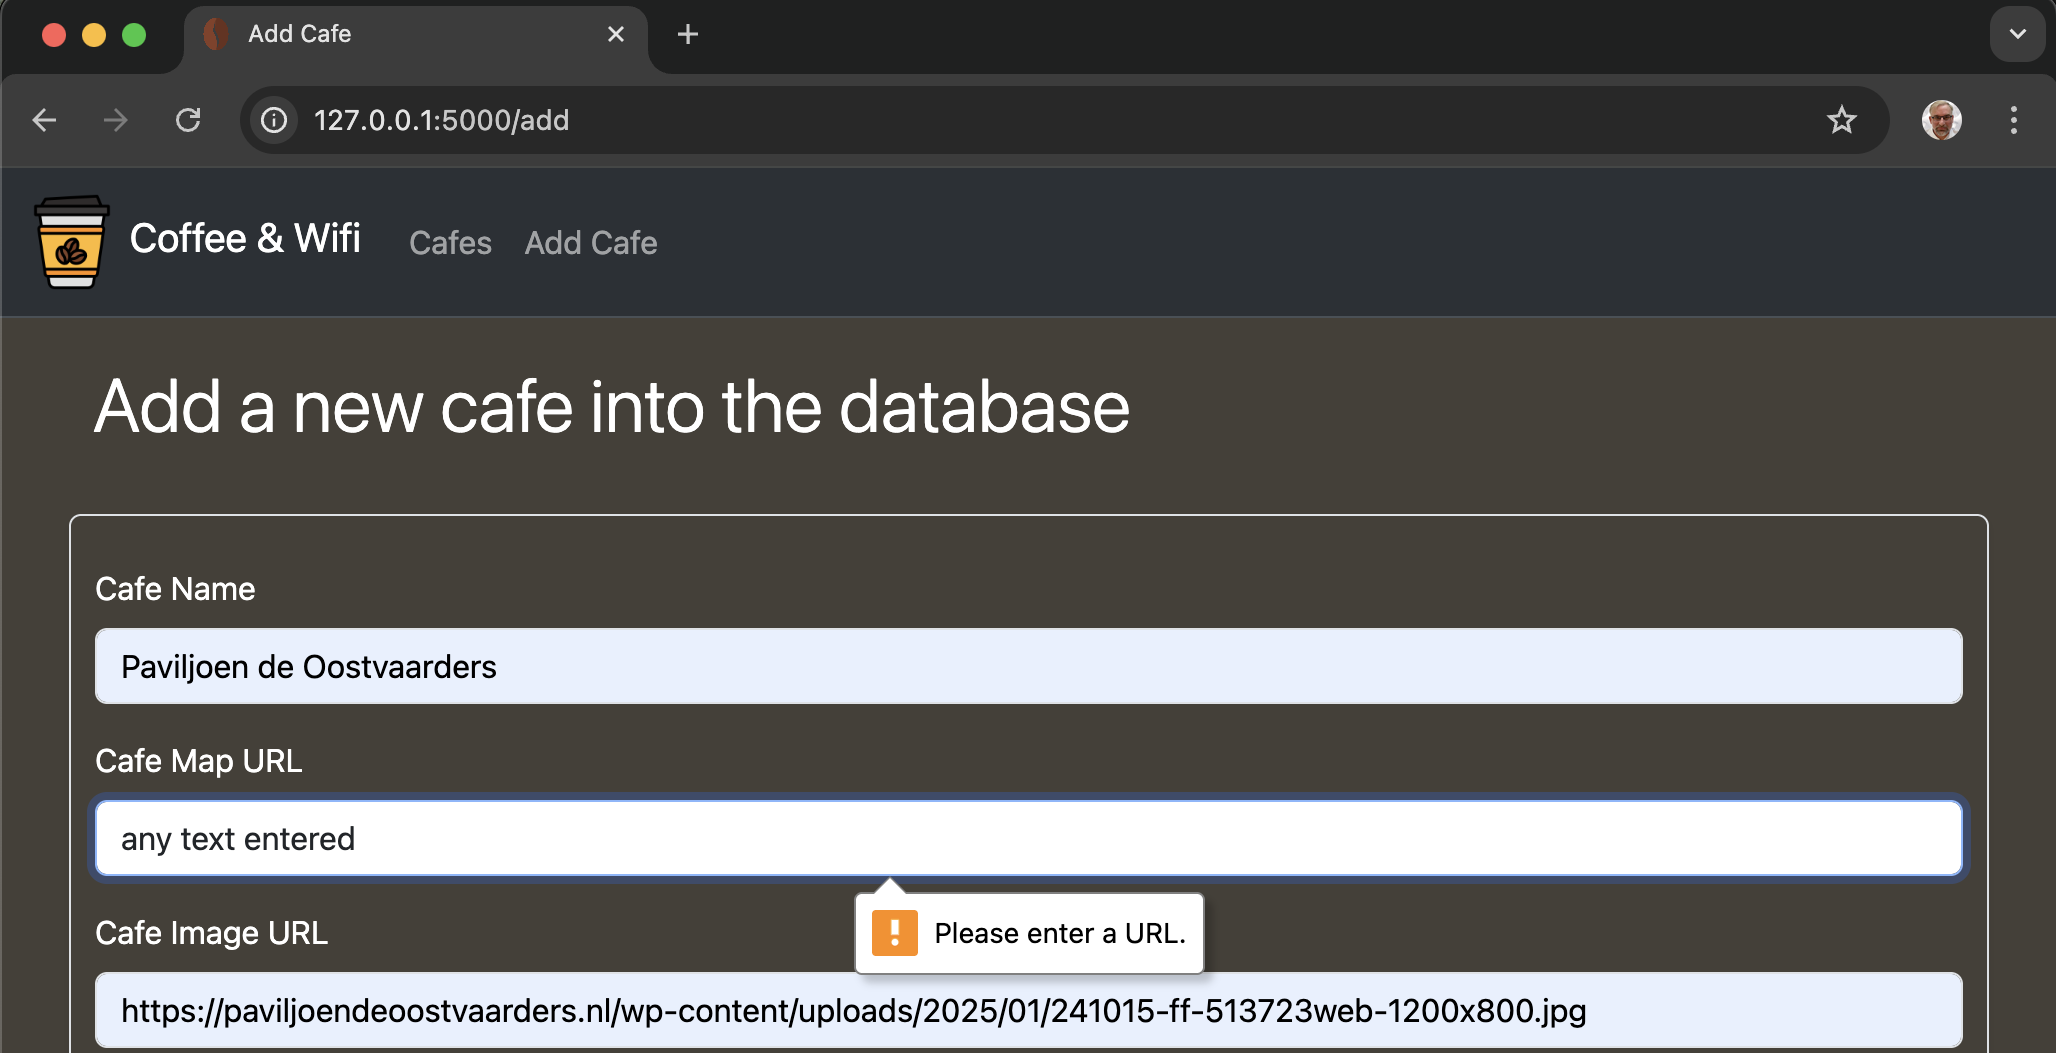 Add Cafe
127.0.0.1:5000/add
Coffee & Wifi Cafes Add Cafe
Add a new cafe into the database
Cafe Name
Paviljoen de Oostvaarders
Cafe Map URL
any text entered
Please enter a URL.
Cafe Image URL
https://paviljoendeoostvaarders.nl/wp-content/uploads/2025/01/241015-ff-513723web-1200x800.jpg